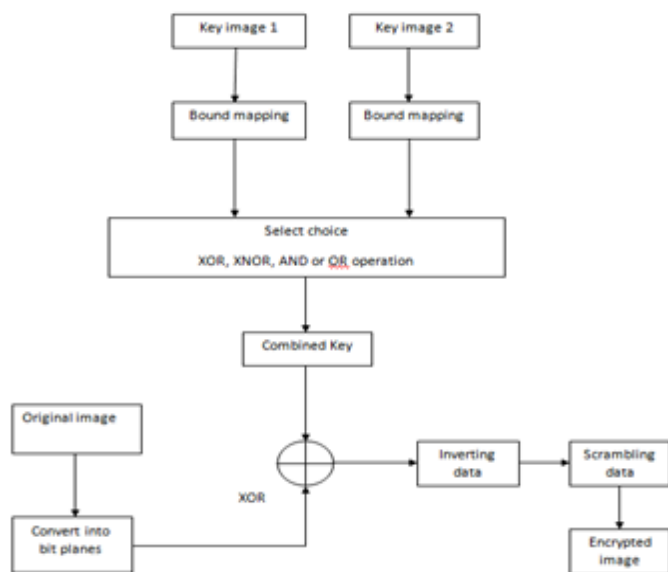 Key image 1
Key image 2
Bound mapping
Bound mapping
Select choice
XOR, XNOR, AND or OR operation
Combined Key
Original image
XOR
Convert into
bit planes
Inverting
data
Scrambling
data
Encrypted
image